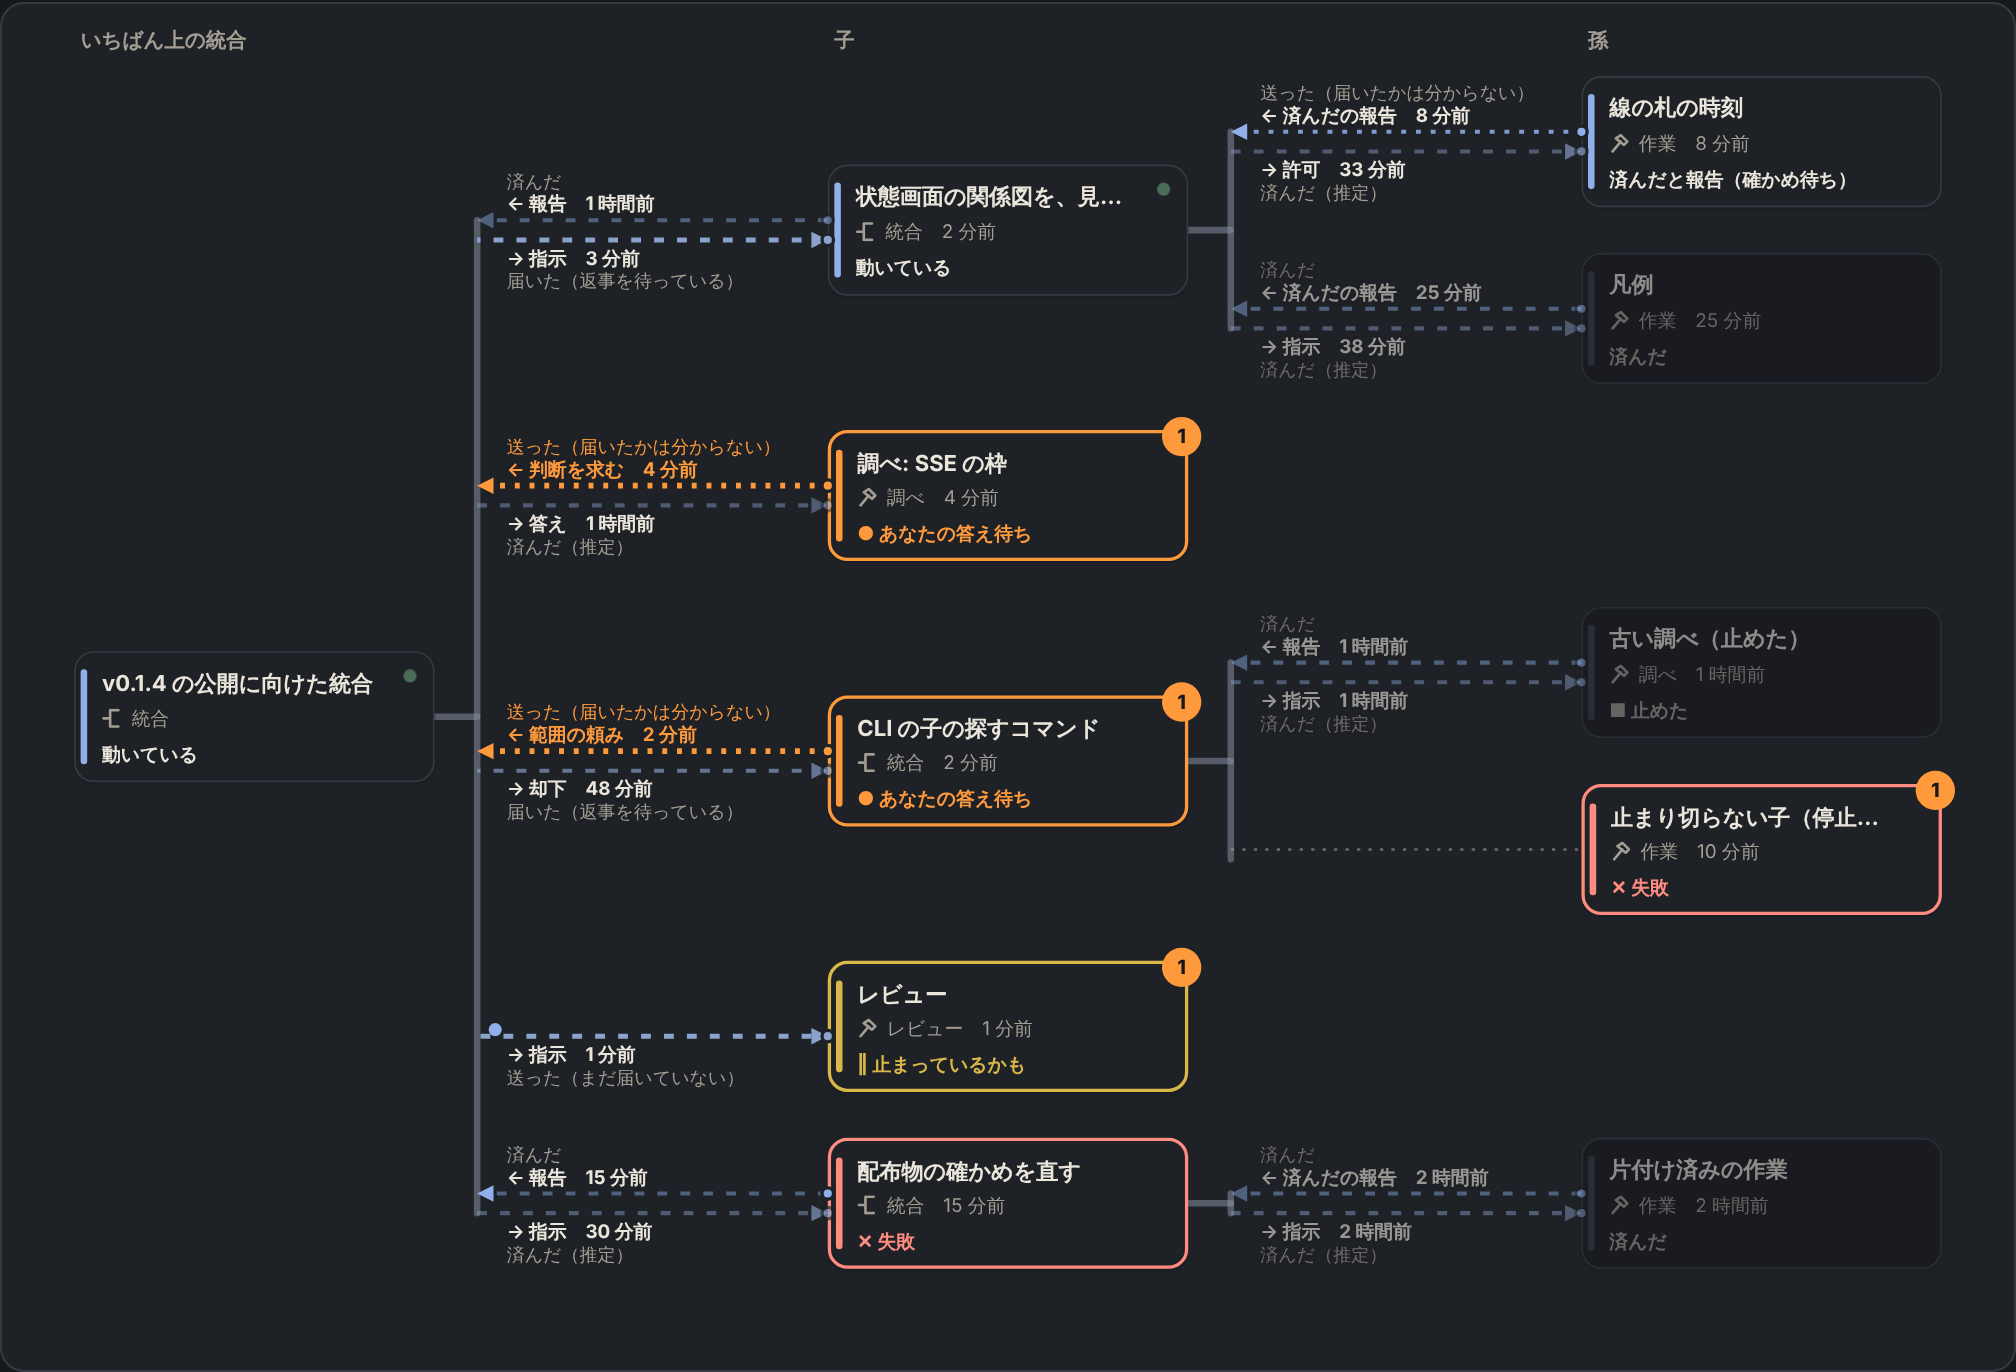 いちばん上の統合
子
孫
送った（届いたかは分からない）
← 済んだの報告 8 分前
→ 許可 33 分前
済んだ（推定）
線の札の時刻
作業 8 分前
済んだと報告（確かめ待ち）
済んだ
← 報告 1 時間前
→ 指示 3 分前
届いた（返事を待っている）
状態画面の関係図を、見…
統合 2 分前
動いている
済んだ
← 済んだの報告 25 分前
→ 指示 38 分前
済んだ（推定）
凡例
作業 25 分前
済んだ
送った（届いたかは分からない）
← 判断を求む 4 分前
→ 答え 1 時間前
済んだ（推定）
1
調べ: SSE の枠
調べ 4 分前
あなたの答え待ち
v0.1.4 の公開に向けた統合
統合
動いている
送った（届いたかは分からない）
← 範囲の頼み 2 分前
→ 却下 48 分前
届いた（返事を待っている）
1
CLI の子の探すコマンド
統合 2 分前
あなたの答え待ち
済んだ
← 報告 1 時間前
→ 指示 1 時間前
済んだ（推定）
古い調べ（止めた）
調べ 1 時間前
■ 止めた
1
止まり切らない子（停止…
作業 10 分前
× 失敗
→ 指示 1 分前
送った（まだ届いていない）
1
レビュー
レビュー 1 分前
止まっているかも
済んだ
← 報告 15 分前
→ 指示 30 分前
済んだ（推定）
配布物の確かめを直す
統合 15 分前
× 失敗
済んだ
← 済んだの報告 2 時間前
→ 指示 2 時間前
済んだ（推定）
片付け済みの作業
作業 2 時間前
済んだ